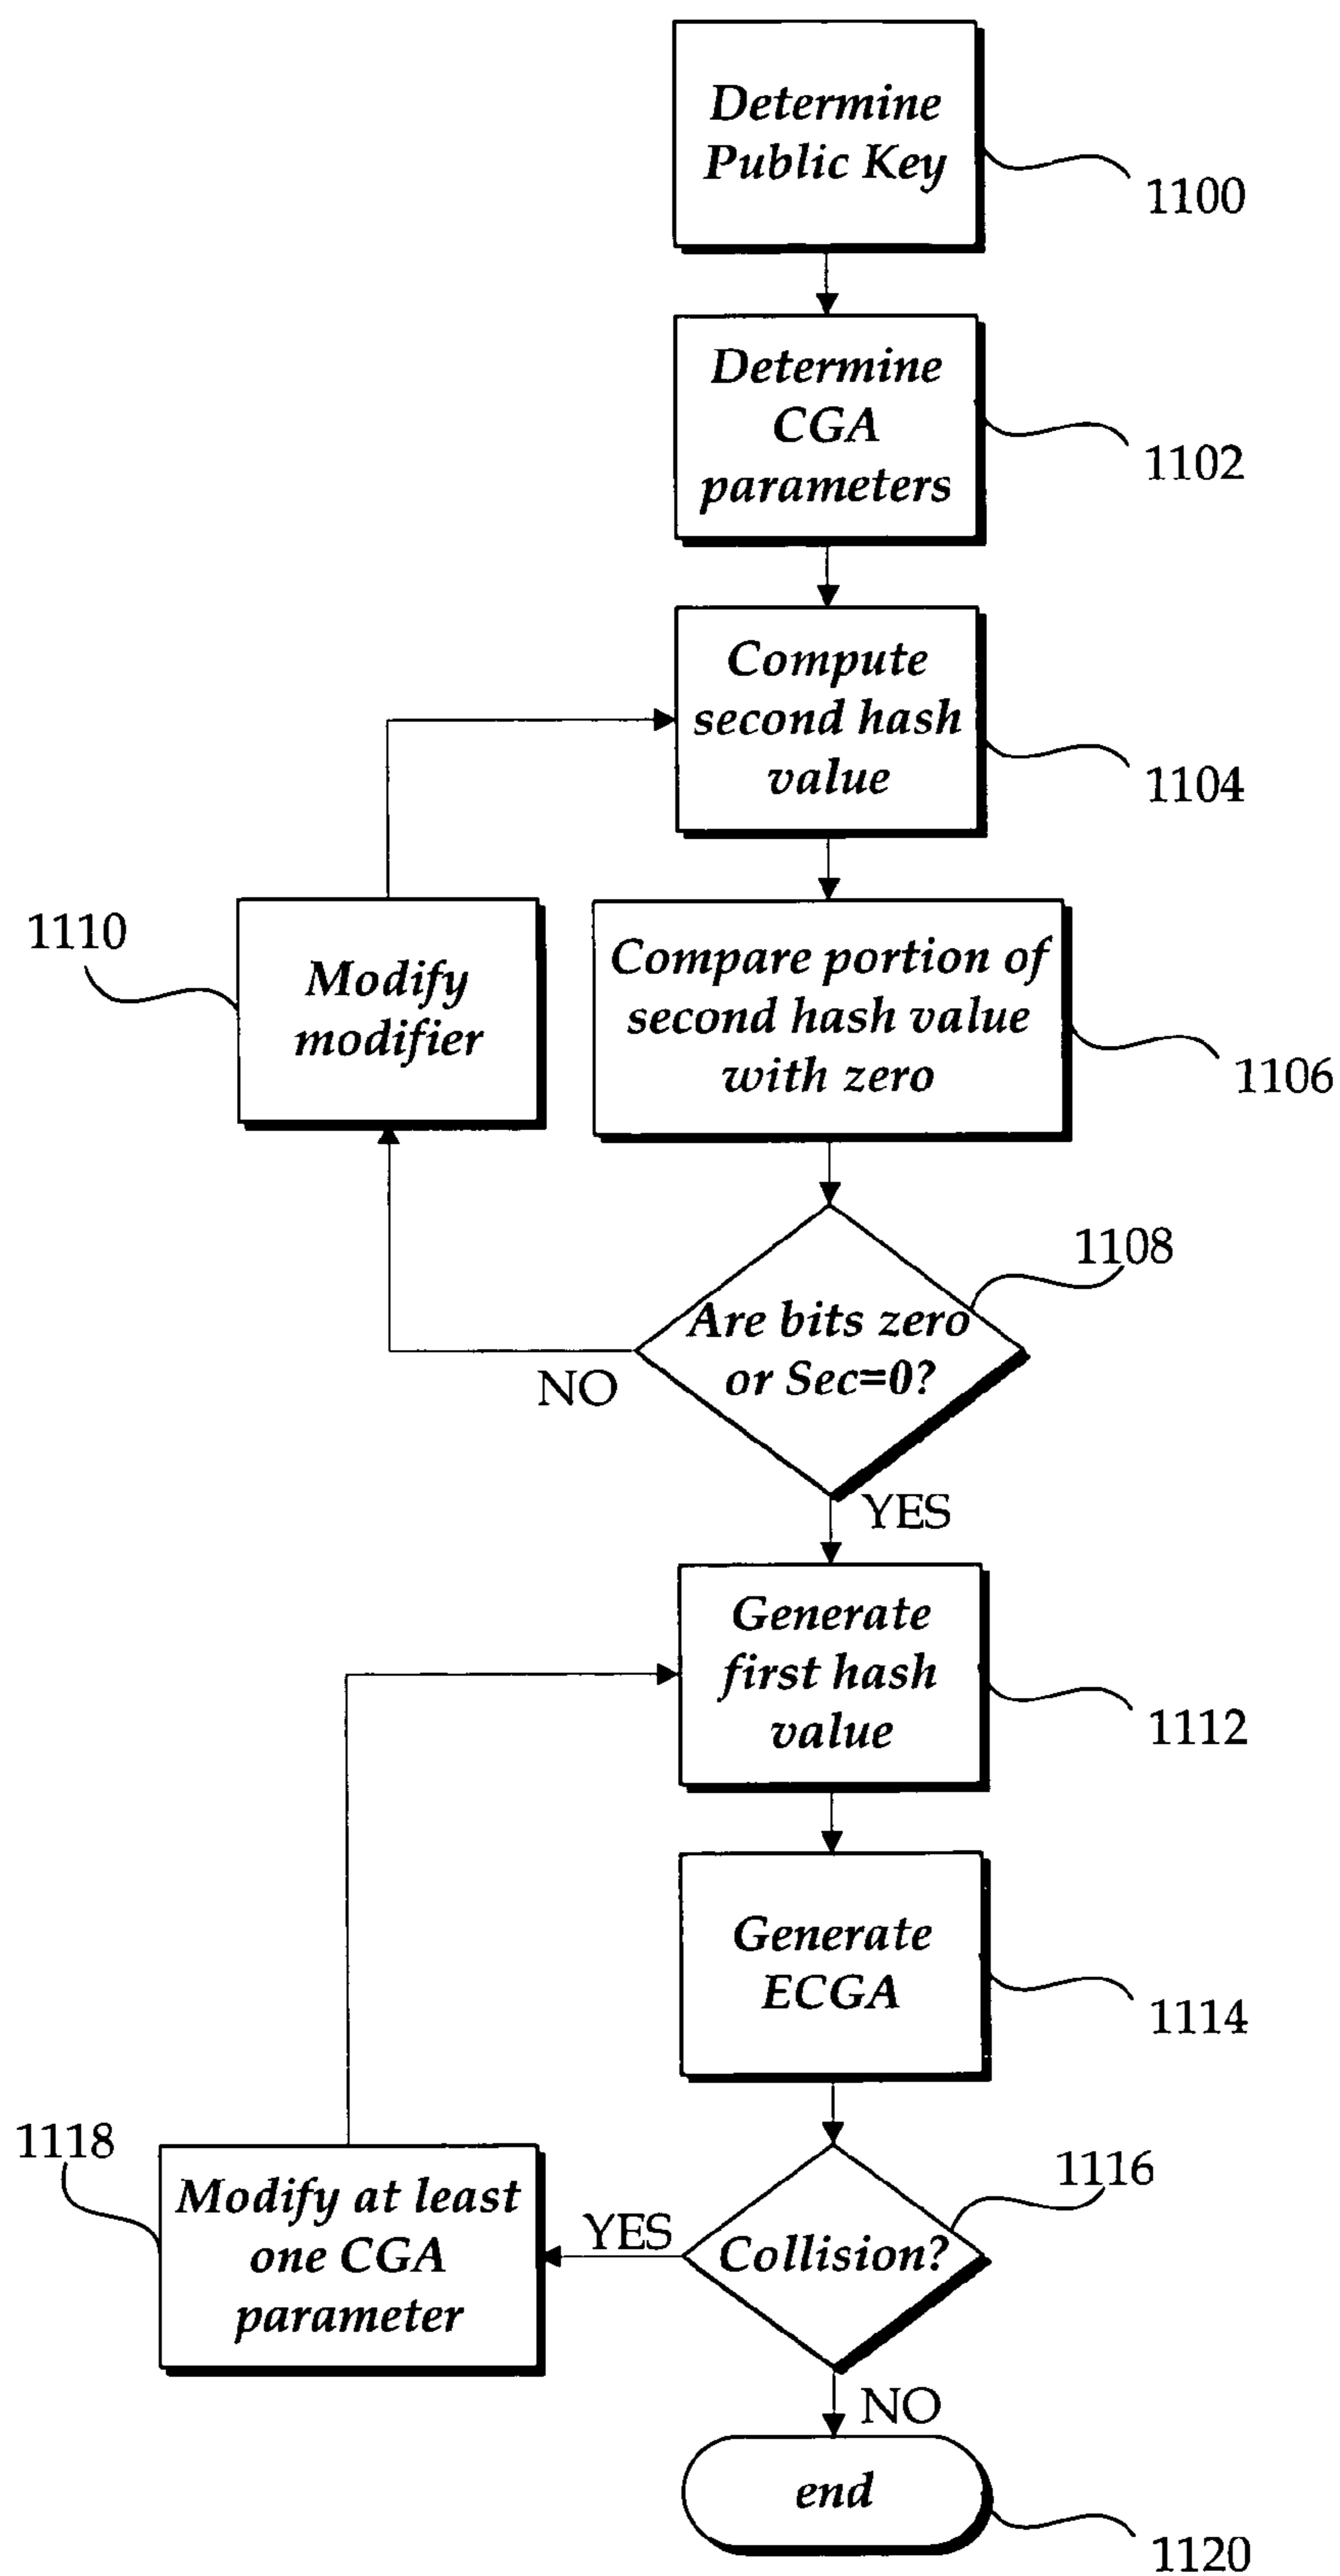 Determine
Public Key
1100
Determine
CGA
parameters
1102
Compute
second hash
value
1104
1110
Modify
modifier
Compare portion of
second hash value
with zero
1106
1108
Are bits zero
or Sec=0?
NO
YES
Generate
first hash
value
1112
Generate
ECGA
1114
1118
Modify at least
one CGA
parameter
YES
1116
Collision?
NO
end
1120